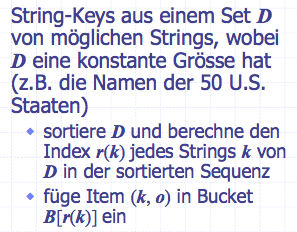 String-Keys aus einem Set D
von möglichen Strings, wobei
D eine konstante Grösse hat
(z.B. die Namen der 50 U.S.
Staaten)
◆ sortiere D und berechne den
Index r(k) jedes Strings k von
D in der sortierten Sequenz
◆ füge Item (k, o) in Bucket
B[r(k)] ein